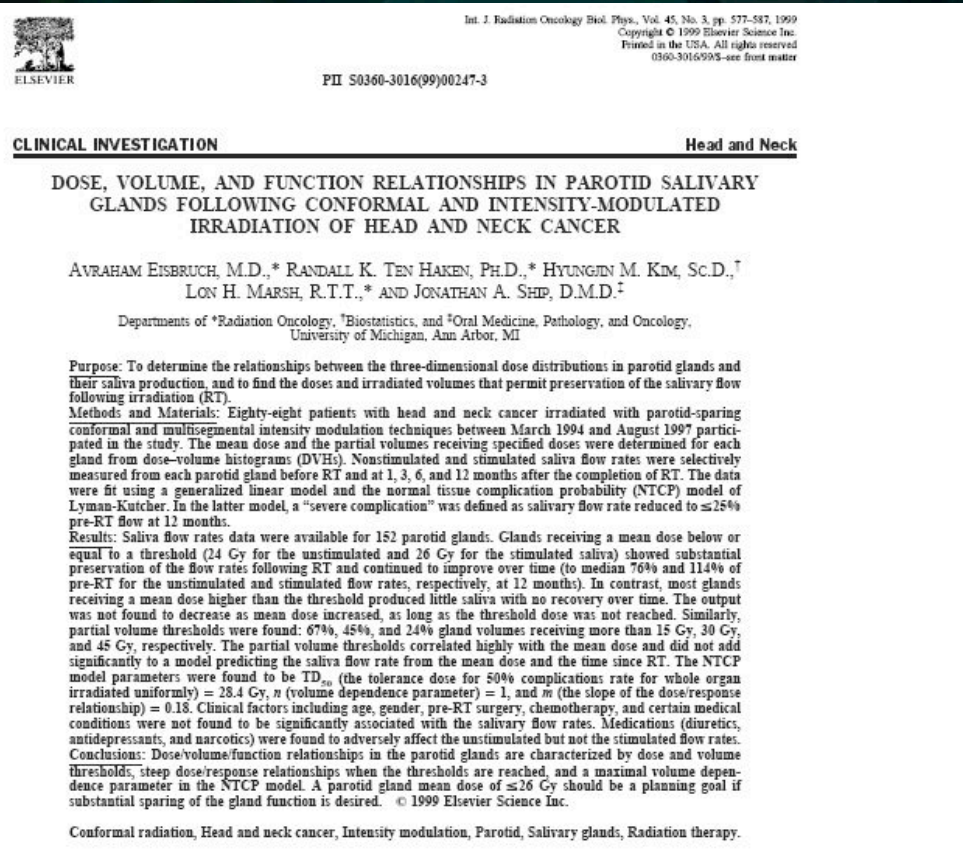 Int. J. Radiation Oncology Biol. Phys., Vol. 45, No. 3, pp. 577–587, 1999
Copyright © 1999 Elsevier Science Inc.
Printed in the USA. All rights reserved
0360-3016/99/$–see front matter
ELSEVIER
PII S0360-3016(99)00247-3
CLINICAL INVESTIGATION Head and Neck
DOSE, VOLUME, AND FUNCTION RELATIONSHIPS IN PAROTID SALIVARY
GLANDS FOLLOWING CONFORMAL AND INTENSITY-MODULATED
IRRADIATION OF HEAD AND NECK CANCER
AVRAHAM EISBRUCH, M.D.,* RANDALL K. TEN HAKEN, PH.D.,* HYUNGJIN M. KIM, SC.D.,†
LON H. MARSH, R.T.T.,* AND JONATHAN A. SHIP, D.M.D.‡
Departments of *Radiation Oncology, †Biostatistics, and ‡Oral Medicine, Pathology, and Oncology,
University of Michigan, Ann Arbor, MI
Purpose: To determine the relationships between the three-dimensional dose distributions in parotid glands and
their saliva production, and to find the doses and irradiated volumes that permit preservation of the salivary flow
following irradiation (RT).
Methods and Materials: Eighty-eight patients with head and neck cancer irradiated with parotid-sparing
conformal and multisegmental intensity modulation techniques between March 1994 and August 1997 partici-
pated in the study. The mean dose and the partial volumes receiving specified doses were determined for each
gland from dose–volume histograms (DVHs). Nonstimulated and stimulated saliva flow rates were selectively
measured from each parotid gland before RT and at 1, 3, 6, and 12 months after the completion of RT. The data
were fit using a generalized linear model and the normal tissue complication probability (NTCP) model of
Lyman-Kutcher. In the latter model, a “severe complication” was defined as salivary flow rate reduced to ≤25%
pre-RT flow at 12 months.
Results: Saliva flow rates data were available for 152 parotid glands. Glands receiving a mean dose below or
equal to a threshold (24 Gy for the unstimulated and 26 Gy for the stimulated saliva) showed substantial
preservation of the flow rates following RT and continued to improve over time (to median 76% and 114% of
pre-RT for the unstimulated and stimulated flow rates, respectively, at 12 months). In contrast, most glands
receiving a mean dose higher than the threshold produced little saliva with no recovery over time. The output
was not found to decrease as mean dose increased, as long as the threshold dose was not reached. Similarly,
partial volume thresholds were found: 67%, 45%, and 24% gland volumes receiving more than 15 Gy, 30 Gy,
and 45 Gy, respectively. The partial volume thresholds correlated highly with the mean dose and did not add
significantly to a model predicting the saliva flow rate from the mean dose and the time since RT. The NTCP
model parameters were found to be TD50 (the tolerance dose for 50% complications rate for whole organ
irradiated uniformly) = 28.4 Gy, n (volume dependence parameter) = 1, and m (the slope of the dose/response
relationship) = 0.18. Clinical factors including age, gender, pre-RT surgery, chemotherapy, and certain medical
conditions were not found to be significantly associated with the salivary flow rates. Medications (diuretics,
antidepressants, and narcotics) were found to adversely affect the unstimulated but not the stimulated flow rates.
Conclusions: Dose/volume/function relationships in the parotid glands are characterized by dose and volume
thresholds, steep dose/response relationships when the thresholds are reached, and a maximal volume depen-
dence parameter in the NTCP model. A parotid gland mean dose of ≤26 Gy should be a planning goal if
substantial sparing of the gland function is desired. © 1999 Elsevier Science Inc.
Conformal radiation, Head and neck cancer, Intensity modulation, Parotid, Salivary glands, Radiation therapy.